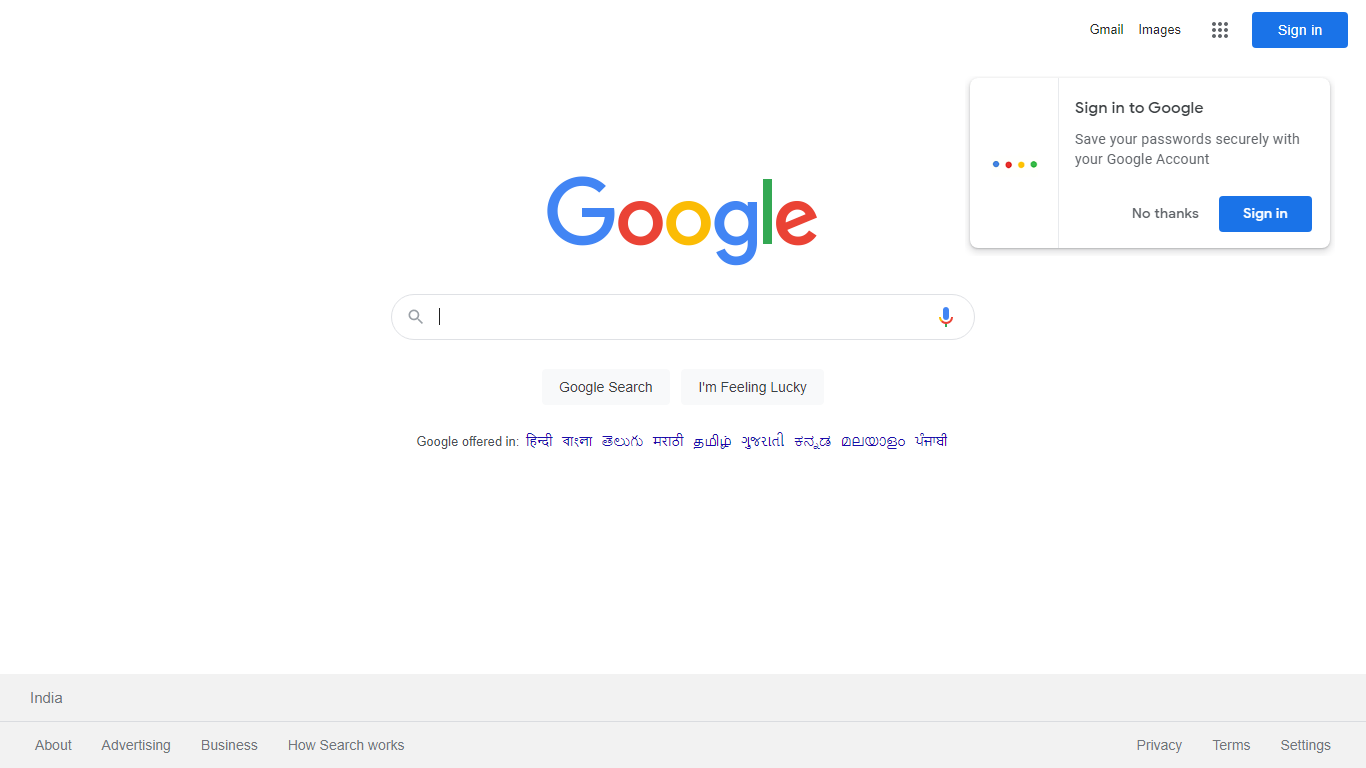 Gmail Images Sign in
Sign in to Google
Save your passwords securely with
your Google Account
No thanks Sign in
Google
Google Search I'm Feeling Lucky
Google offered in: हिन्दी বাংলা తెలుగు मराठी தமிழ் ગુજરાતી ಕನ್ನಡ മലയാളം ਪੰਜਾਬੀ
India
About Advertising Business How Search works Privacy Terms Settings